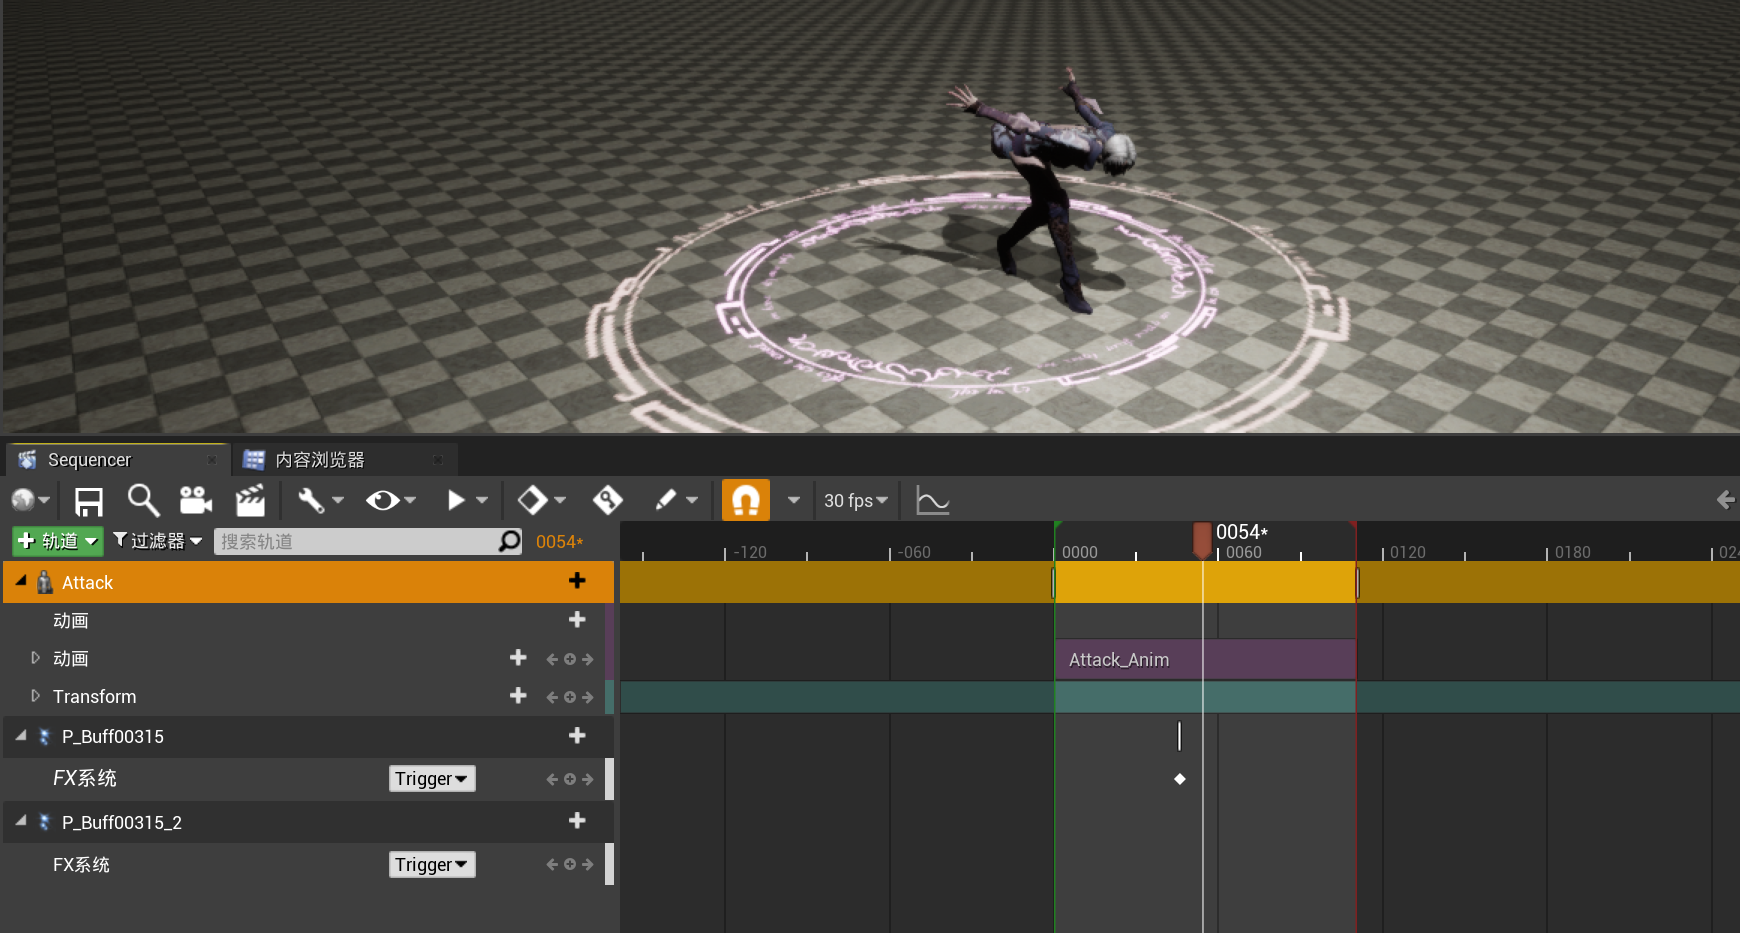 Sequencer
内容浏览器
30 fps
轨道
过滤器
搜索轨道
0054*
0054*
-120
-060
0000
0060
0120
0180
024
Attack
动画
动画
Attack_Anim
Transform
P_Buff00315
FX系统
Trigger
P_Buff00315_2
FX系统
Trigger